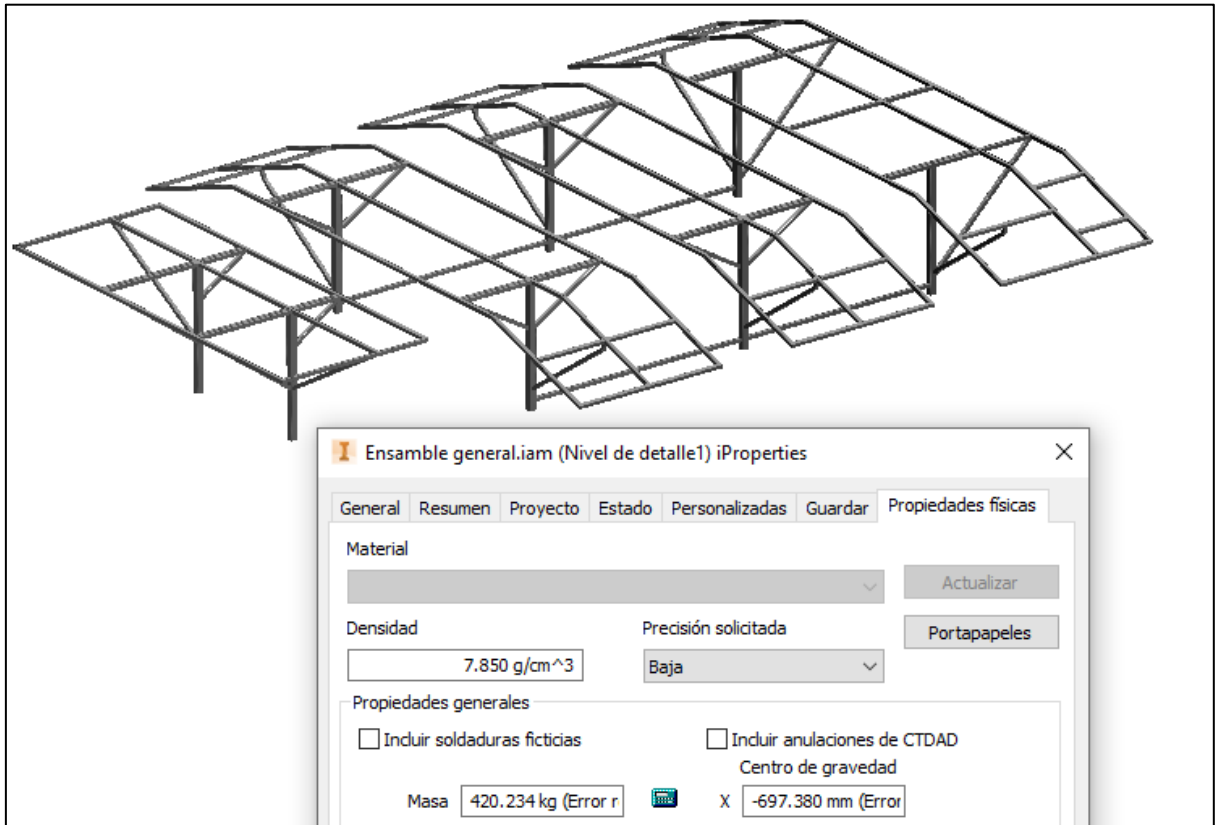 I Ensamble general.iam (Nivel de detalle1) iProperties
General Resumen Proyecto Estado Personalizadas Guardar Propiedades físicas
Material
Actualizar
Densidad Precisión solicitada Portapapeles
7.850 g/cm^3 Baja
Propiedades generales
Incluir soldaduras ficticias Incluir anulaciones de CTDAD
Centro de gravedad
Masa 420.234 kg (Error r X -697.380 mm (Error